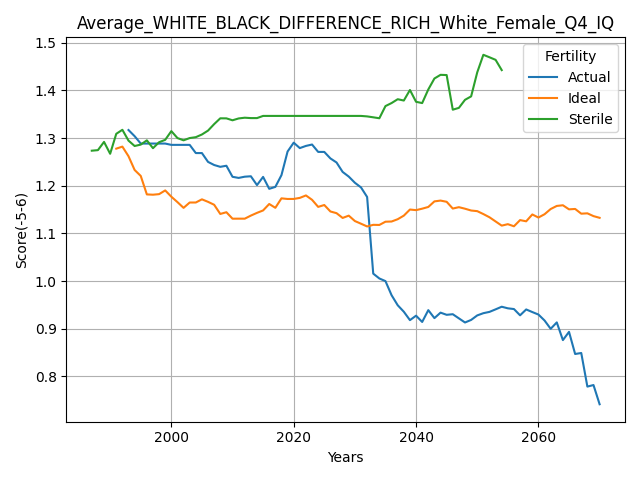 Average_WHITE_BLACK_DIFFERENCE_RICH_White_Female_Q4_IQ
Score(-5-6)
1.5
1.4
1.3
1.2
1.1
1.0
0.9
0.8
Fertility
Actual
Ideal
Sterile
2000
2020
2040
2060
Years